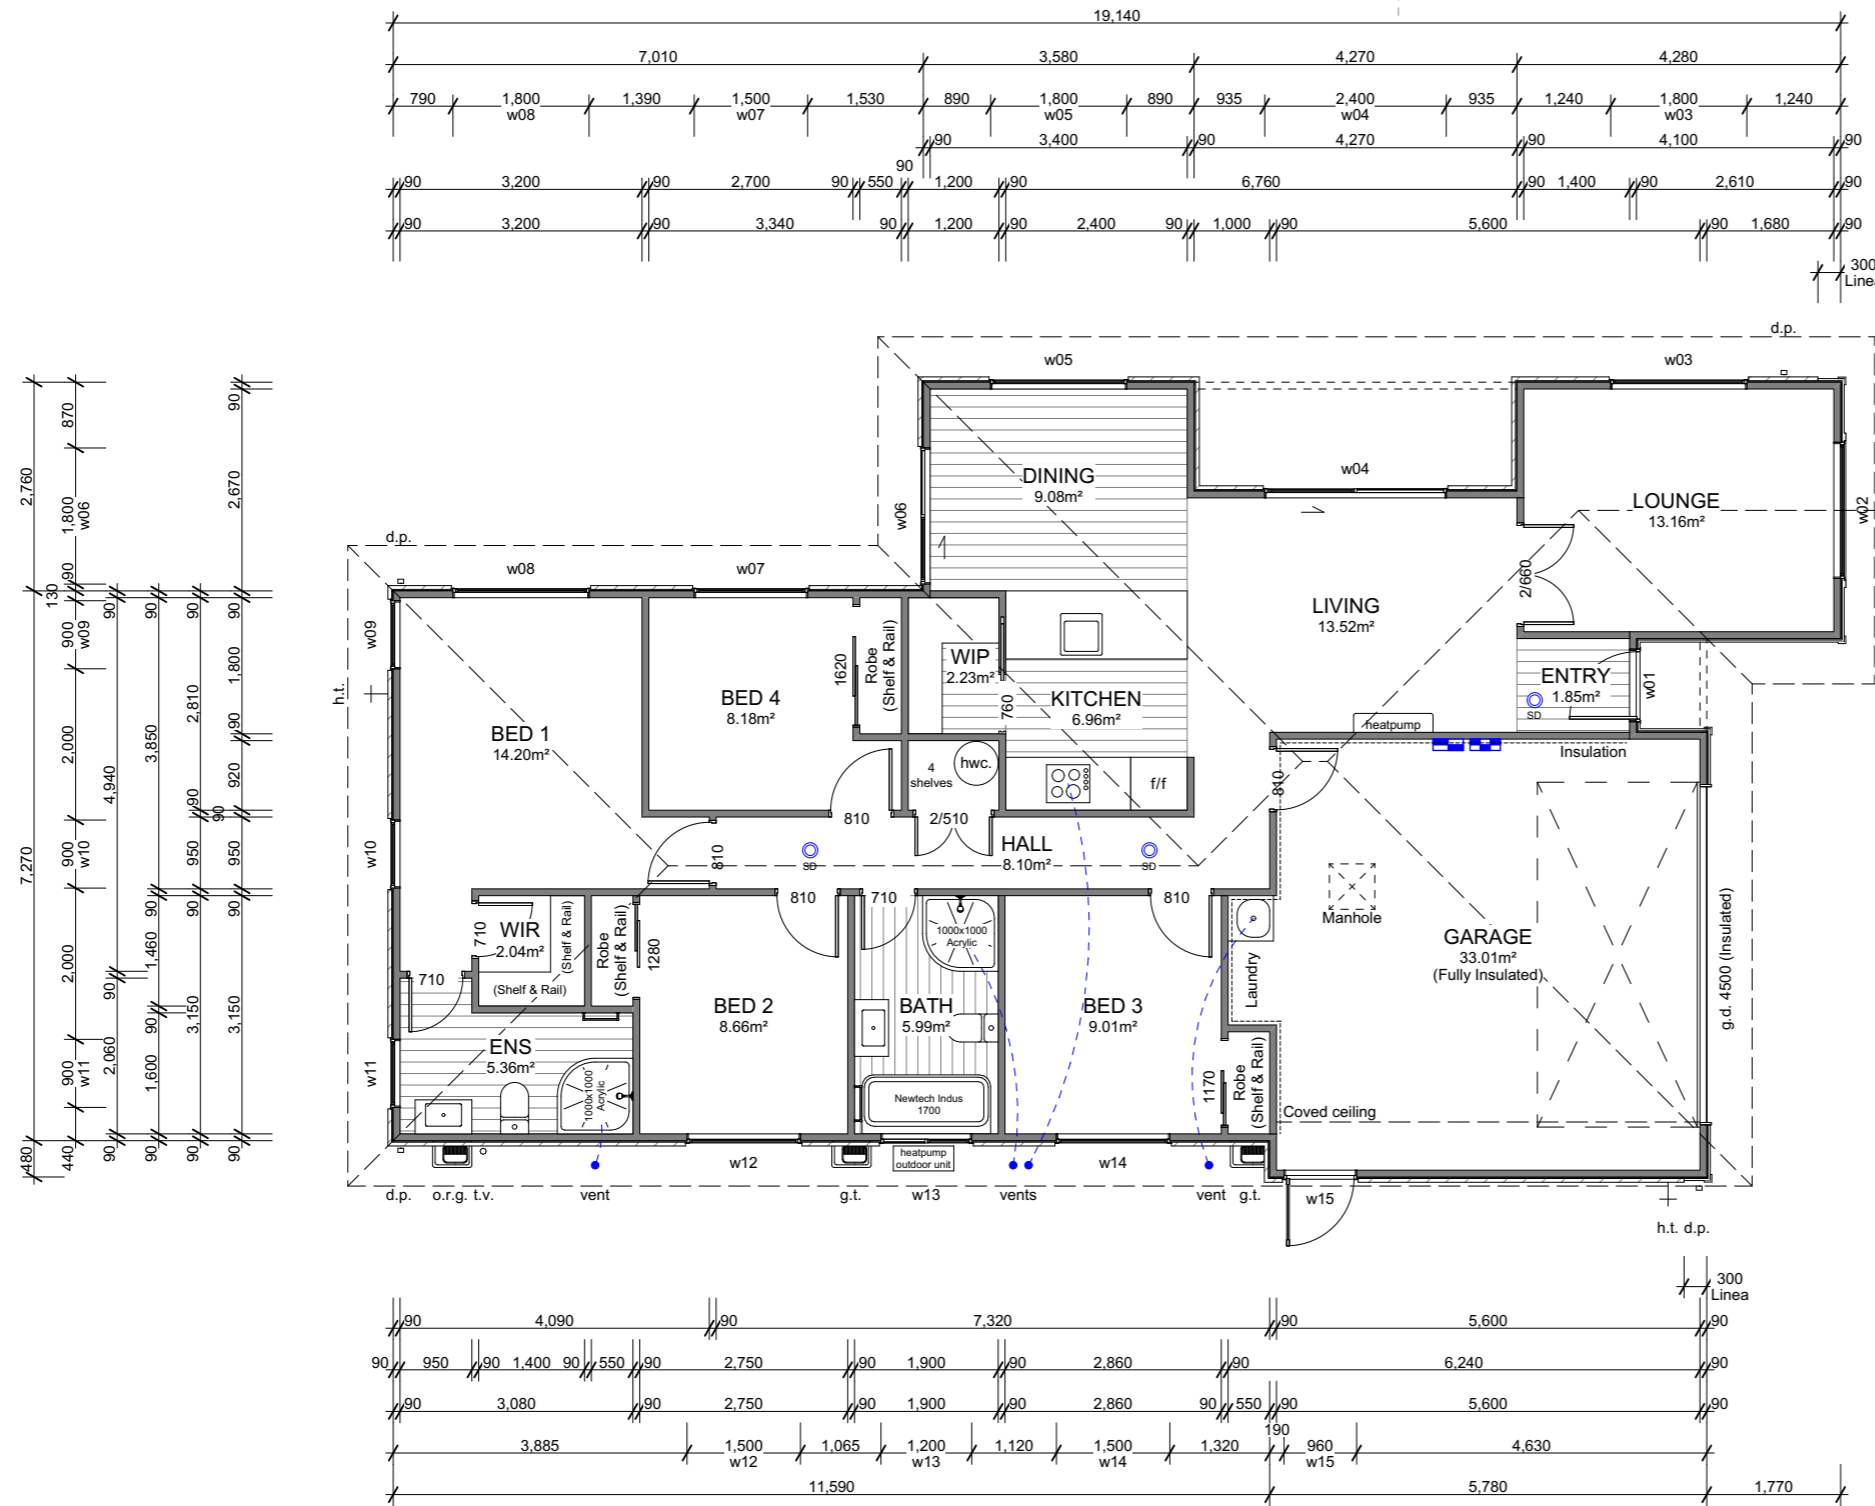 19,140
7,010 3,580 4,270 4,280
790 1,800 1,390 1,500 1,530 890 1,800 890 935 2,400 935 1,240 1,800 1,240
w08 w07 w05 w04 w03
90 3,400 90 4,270 90 4,100 90
90
90 3,200 90 2,700 90 550 1,200 90 6,760 90 1,400 90 2,610 90
90 3,200 90 3,340 90 1,200 90 2,400 90 1,000 90 5,600 90 1,680 90
300
Linea
d.p.
w05 w03
2,760
870
1,800
w06
90
130
90
2,670
7,270
900
w09
2,000
900
w10
2,000
900
w11
440
480
90
4,940
90
2,060
90
90
3,850
90
1,460
90
1,600
90
90
2,810
90
950
90
3,150
90
90
1,800
90
920
90
950
90
3,150
90
d.p.
w08 w07
w06
w04
w02
w09
h.t.
w10
w11
DINING
9.08m²
LOUNGE
13.16m²
2/660
LIVING
13.52m²
BED 1
14.20m²
BED 4
8.18m²
1620
Robe
(Shelf & Rail)
WIP
2.23m²
760
KITCHEN
6.96m²
ENTRY
1.85m²
SD
w01
heatpump
Insulation
4
shelves
hwc.
f/f
810
810
2/510
HALL
8.10m²
SD
SD
810
810
710
810
Manhole
GARAGE
33.01m²
(Fully Insulated)
g.d. 4500 (Insulated)
710
WIR
2.04m²
(Shelf & Rail)
(Shelf & Rail)
710
Robe
(Shelf & Rail)
1280
1000x1000
Acrylic
Laundry
BED 2
8.66m²
BATH
5.99m²
BED 3
9.01m²
ENS
5.36m²
1000x1000
Acrylic
Newtech Indus
1700
1170
Robe
(Shelf & Rail)
Coved ceiling
w12
heatpump
outdoor unit
w14
d.p. o.r.g. t.v. vent g.t. w13 vents vent g.t. w15
h.t. d.p.
300
Linea
90 4,090 90 7,320 90 5,600 90
90 950 90 1,400 90 550 90 2,750 90 1,900 90 2,860 90 6,240 90
90 3,080 90 2,750 90 1,900 90 2,860 90 550 90 5,600 90
190
3,885 1,500 1,065 1,200 1,120 1,500 1,320 960 4,630
w12 w13 w14 w15
11,590 5,780 1,770